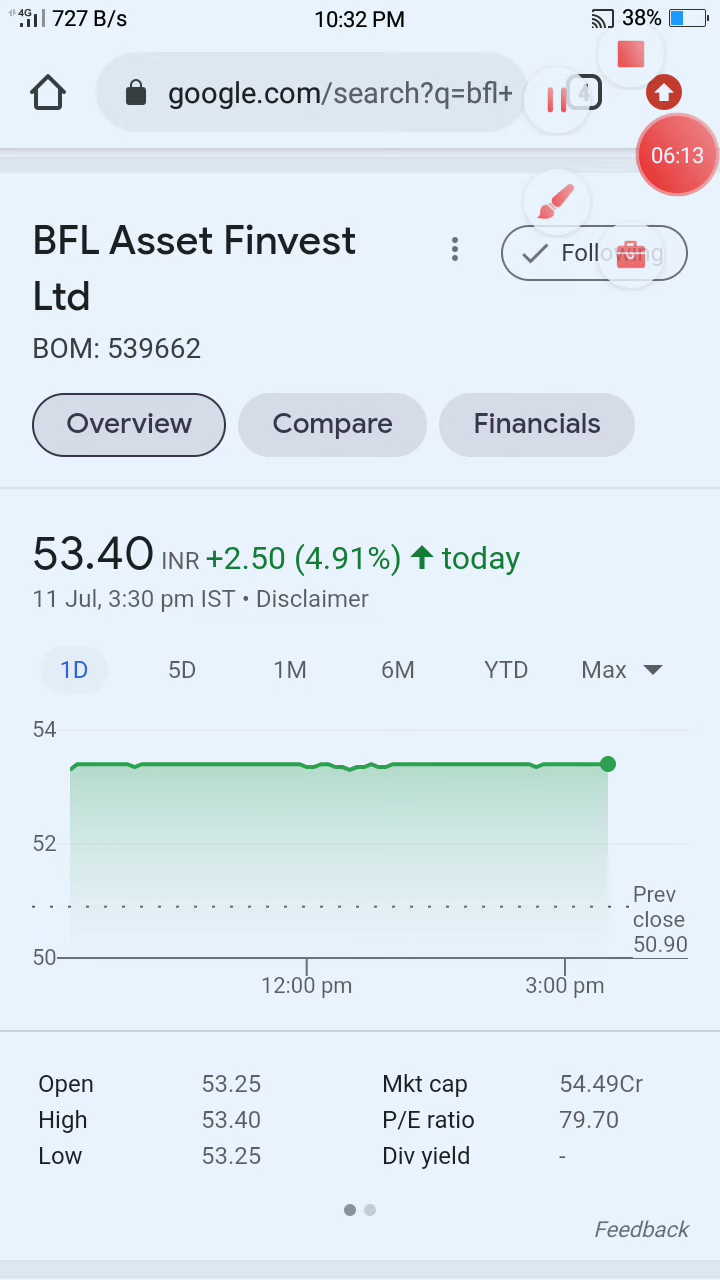 4G 727 B/s 10:32 PM 38%
google.com/search?q=bfl+ 4
06:13
BFL Asset Finvest
Ltd
Following
BOM: 539662
Overview Compare Financials
53.40 INR +2.50 (4.91%) ↑ today
11 Jul, 3:30 pm IST • Disclaimer
1D 5D 1M 6M YTD Max
54
52
Prev
close
50.90
50
12:00 pm 3:00 pm
Open 53.25 Mkt cap 54.49Cr
High 53.40 P/E ratio 79.70
Low 53.25 Div yield -
Feedback